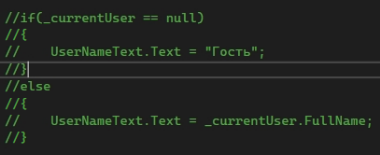 //if(_currentUser == null)
//{
//    UserNameText.Text = "Гость";
//}
//else
//{
//    UserNameText.Text = _currentUser.FullName;
//}